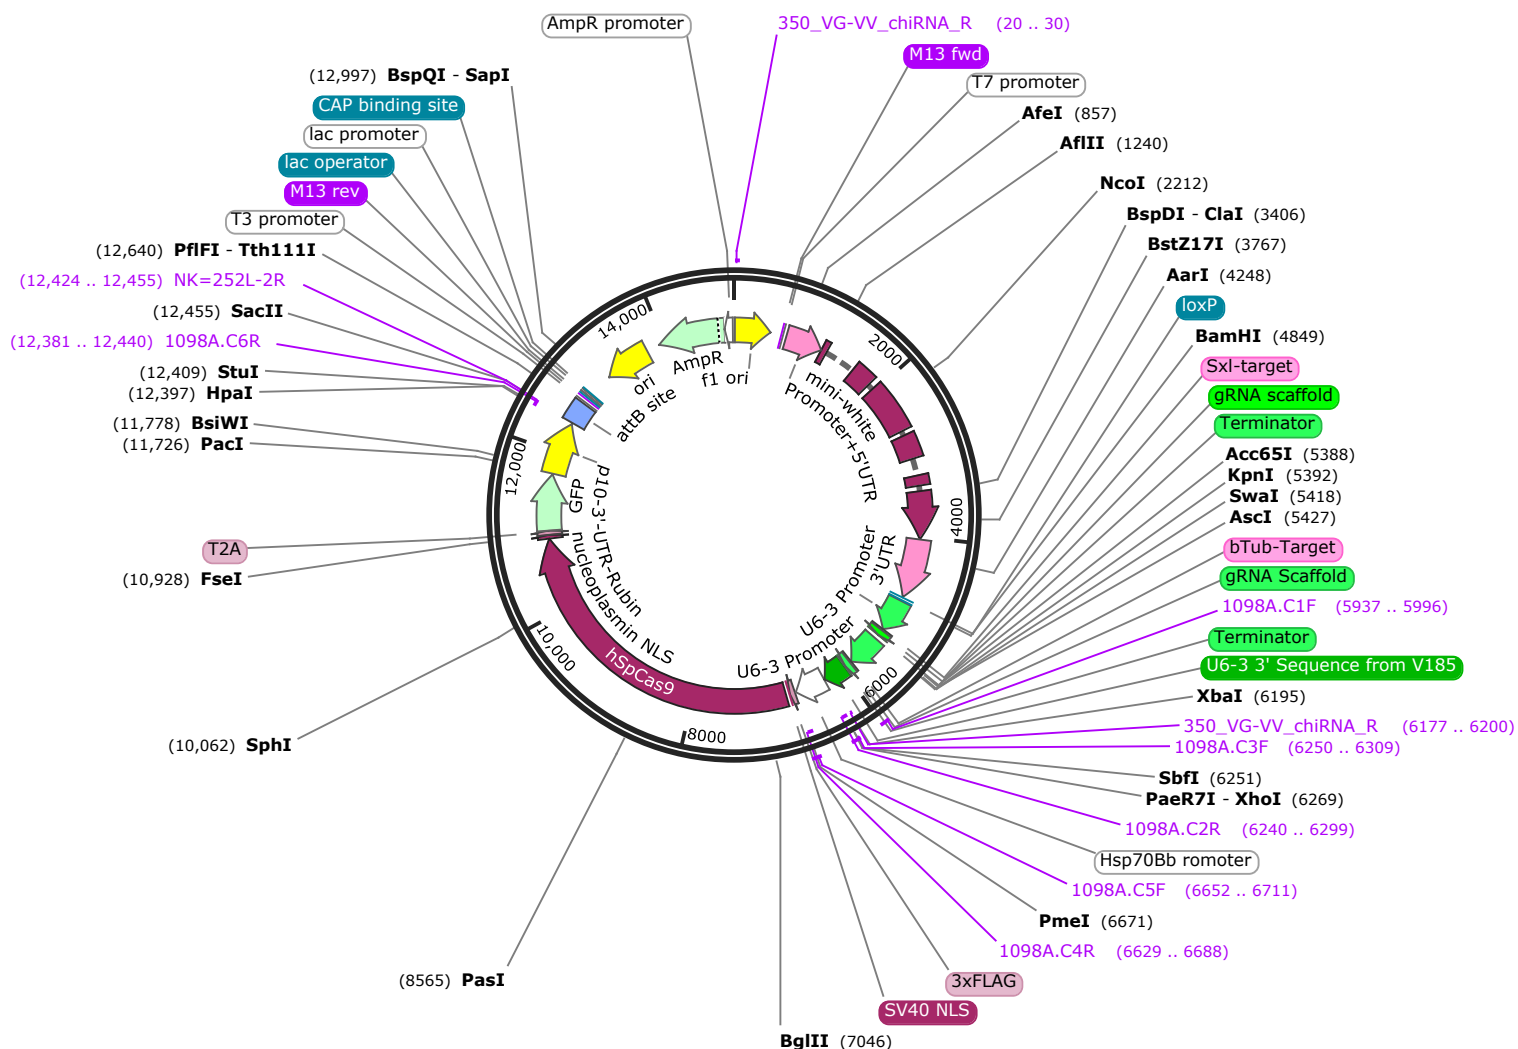 AmpR promoter
350_VG-VV_chiRNA_R (20 .. 30)
M13 fwd
T7 promoter
AfeI (857)
AflII (1240)
NcoI (2212)
BspDI - ClaI (3406)
BstZ17I (3767)
AarI (4248)
loxP
BamHI (4849)
Sxl-target
gRNA scaffold
Terminator
Acc65I (5388)
KpnI (5392)
SwaI (5418)
AscI (5427)
bTub-Target
gRNA Scaffold
1098A.C1F (5937 .. 5996)
Terminator
U6-3 3' Sequence from V185
XbaI (6195)
350_VG-VV_chiRNA_R (6177 .. 6200)
1098A.C3F (6250 .. 6309)
SbfI (6251)
PaeR7I - XhoI (6269)
1098A.C2R (6240 .. 6299)
Hsp70Bb romoter
1098A.C5F (6652 .. 6711)
PmeI (6671)
1098A.C4R (6629 .. 6688)
3xFLAG
SV40 NLS
BglII (7046)
(8565) PasI
(10,062) SphI
(10,928) FseI
T2A
(11,726) PacI
(11,778) BsiWI
(12,397) HpaI
(12,409) StuI
(12,381 .. 12,440) 1098A.C6R
(12,455) SacII
(12,424 .. 12,455) NK=252L-2R
(12,640) PflFI - Tth111I
T3 promoter
M13 rev
lac operator
lac promoter
CAP binding site
(12,997) BspQI - SapI
2000
4000
6000
8000
10,000
12,000
14,000
AmpR
f1 ori
ori
attB site
mini-white
Promoter+5'UTR
3'UTR
U6-3 Promoter
U6-3 Promoter
hSpCas9
nucleoplasmin NLS
GFP
p10-3'-UTR-Rubin